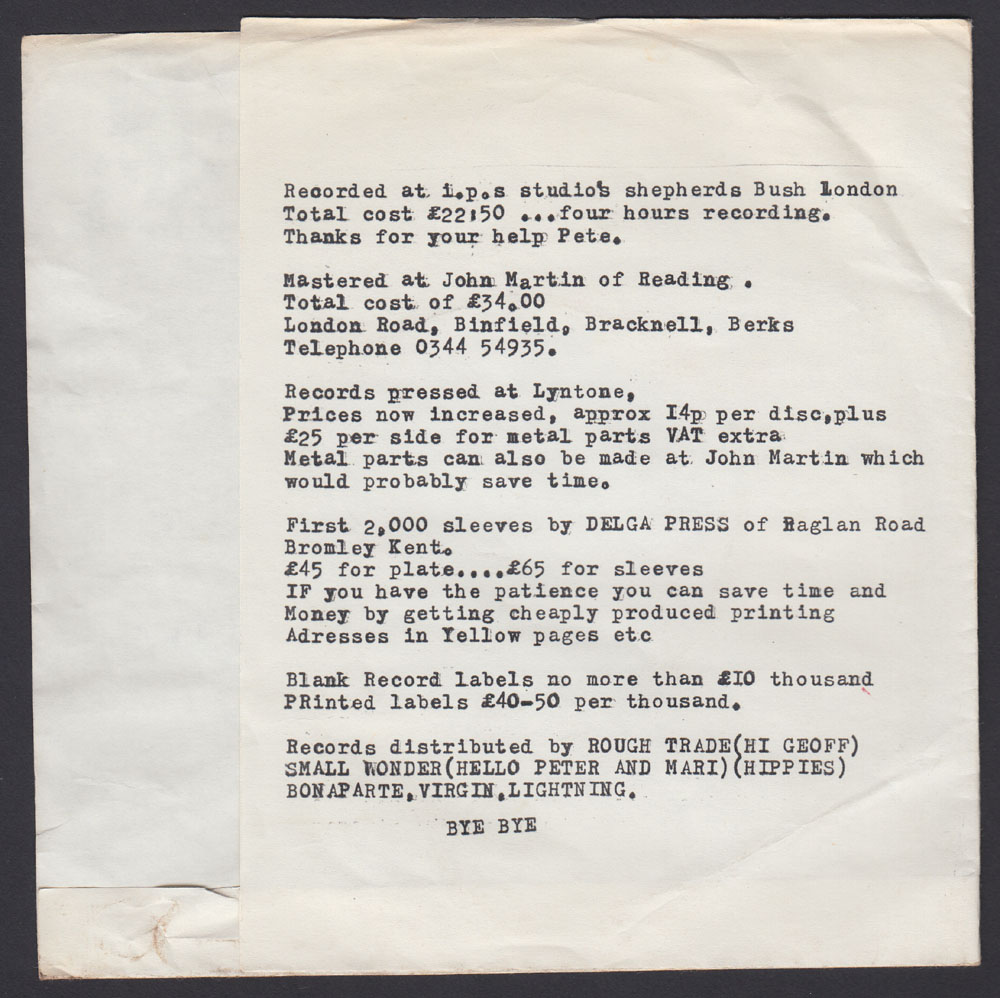 Recorded at i.p.s studio's shepherds Bush London
Total cost £22:50 ...four hours recording.
Thanks for your help Pete.
Mastered at John Martin of Reading .
Total cost of £34.00
London Road, Binfield, Bracknell, Berks
Telephone 0344 54935.
Records pressed at Lyntone,
Prices now increased, approx I4p per disc,plus
£25 per side for metal parts VAT extra
Metal parts can also be made at John Martin which
would probably save time.
First 2,000 sleeves by DELGA PRESS of Raglan Road
Bromley Kent.
£45 for plate....£65 for sleeves
IF you have the patience you can save time and
Money by getting cheaply produced printing
Adresses in Yellow pages etc
Blank Record labels no more than £I0 thousand
PRinted labels £40-50 per thousand.
Records distributed by ROUGH TRADE(HI GEOFF)
SMALL WONDER(HELLO PETER AND MARI)(HIPPIES)
BONAPARTE,VIRGIN,LIGHTNING.
BYE BYE